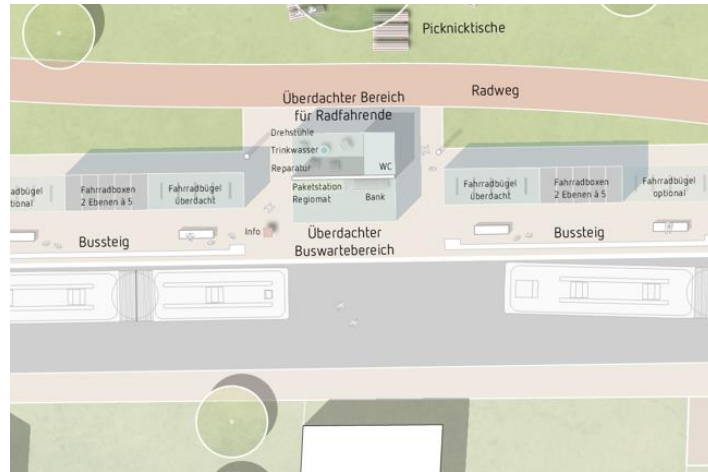 Picknicktische
Radweg
Überdachter Bereich
für Radfahrende
Drehstühle
Trinkwasser
Reparatur
WC
Paketstation
Regiomat
Bank
Fahrradboxen
2 Ebenen à 5
Fahrradbügel
überdacht
Fahrradbügel
überdacht
Fahrradboxen
2 Ebenen à 5
Fahrradbügel
optional
Bussteig
Info
Überdachter
Buswartebereich
Bussteig